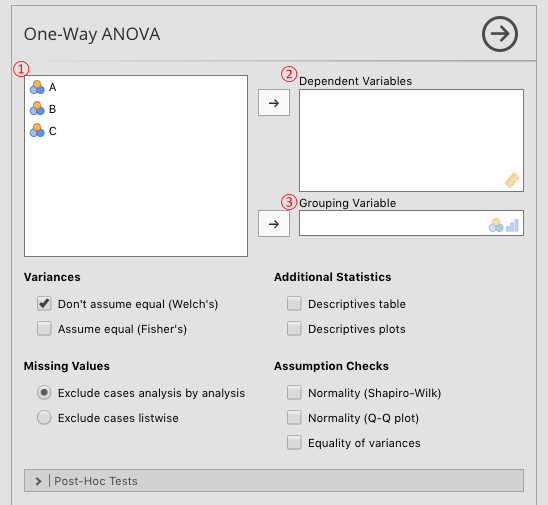 One-Way ANOVA
①
A
B
C
②
Dependent Variables
③
Grouping Variable
Variances
Don't assume equal (Welch's)
Assume equal (Fisher's)
Additional Statistics
Descriptives table
Descriptives plots
Missing Values
Exclude cases analysis by analysis
Exclude cases listwise
Assumption Checks
Normality (Shapiro-Wilk)
Normality (Q-Q plot)
Equality of variances
Post-Hoc Tests